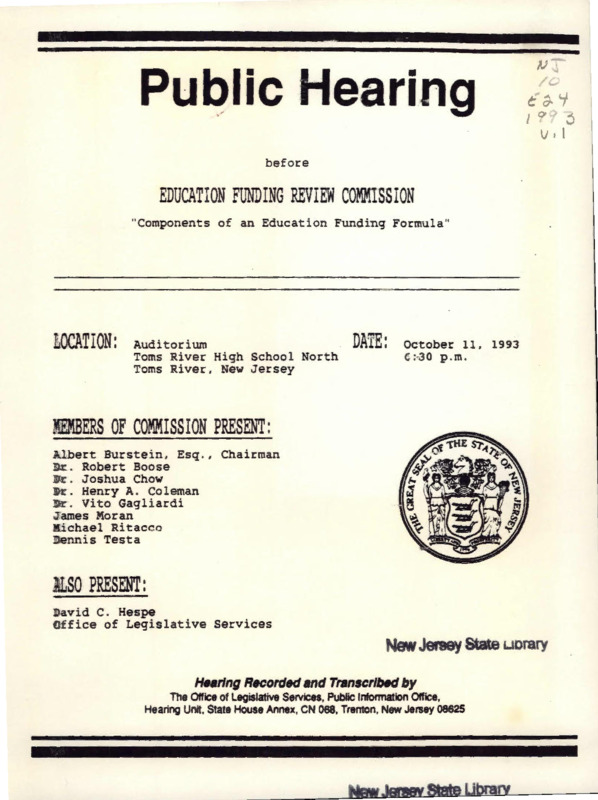 Public Hearing
NJ
10
E24
1993
V.1
before
EDUCATION FUNDING REVIEW COMMISSION
"Components of an Education Funding Formula"
LOCATION: Auditorium
Toms River High School North
Toms River, New Jersey
DATE: October 11, 1993
6:30 p.m.
MEMBERS OF COMMISSION PRESENT:
Albert Burstein, Esq., Chairman
Dr. Robert Boose
Dr. Joshua Chow
Dr. Henry A. Coleman
Dr. Vito Gagliardi
James Moran
Michael Ritacco
Dennis Testa
THE GREAT SEAL OF THE STATE OF NEW JERSEY
ALSO PRESENT:
David C. Hespe
Office of Legislative Services
New Jersey State Library
Hearing Recorded and Transcribed by
The Office of Legislative Services, Public Information Office,
Hearing Unit, State House Annex, CN 068, Trenton, New Jersey 08625
New Jersey State Library